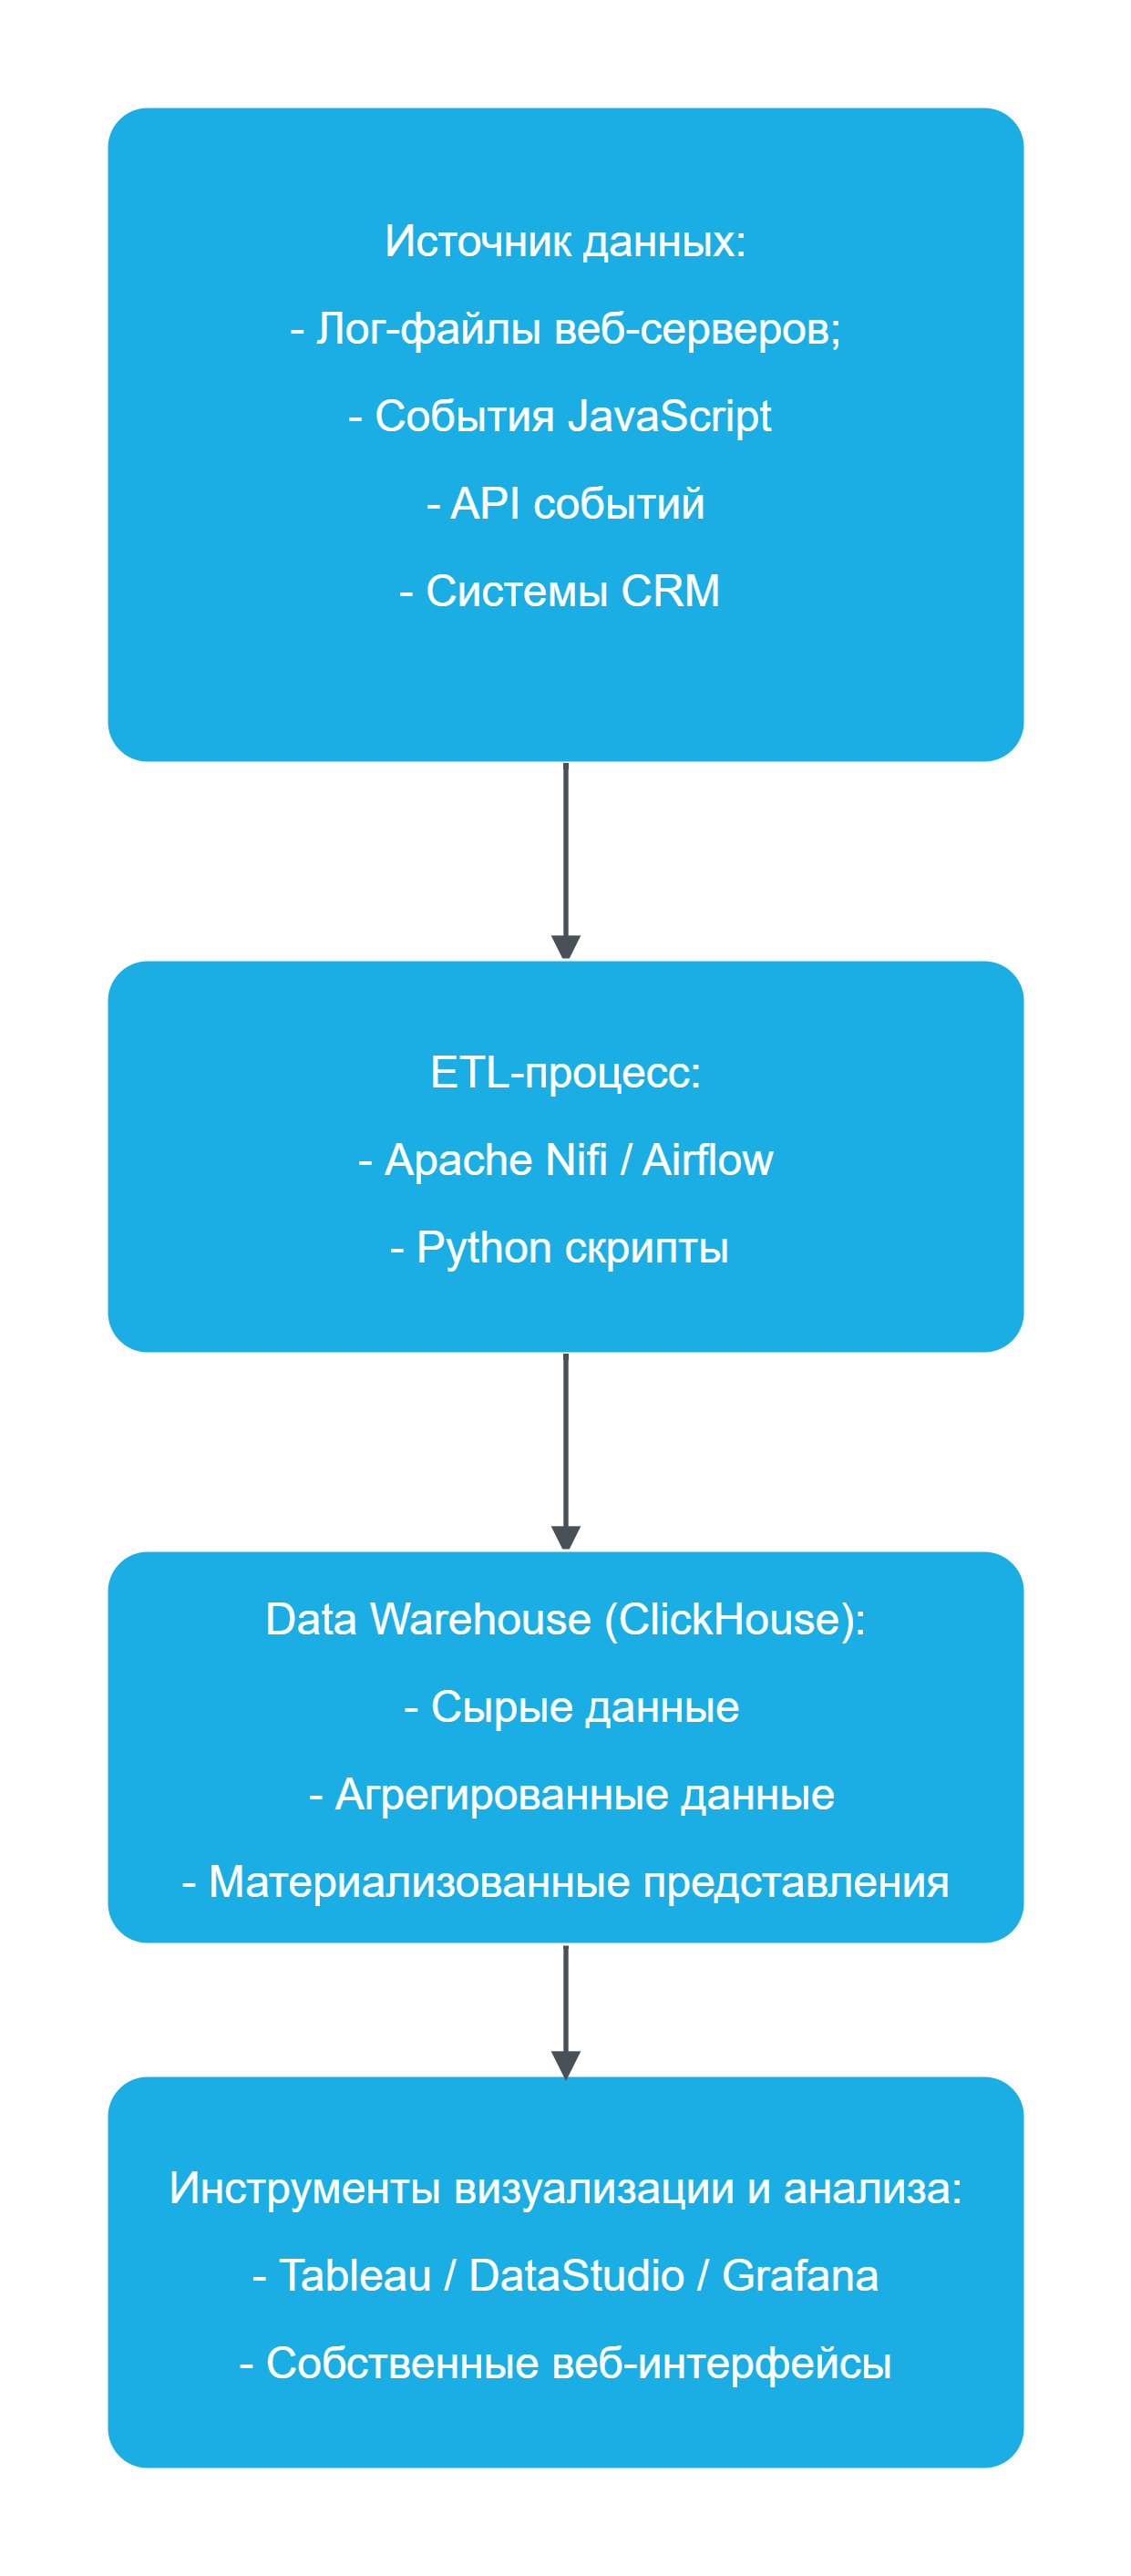 Источник данных:
- Лог-файлы веб-серверов;
- События JavaScript
- API событий
- Системы CRM
ETL-процесс:
- Apache Nifi / Airflow
- Python скрипты
Data Warehouse (ClickHouse):
- Сырые данные
- Агрегированные данные
- Материализованные представления
Инструменты визуализации и анализа:
- Tableau / DataStudio / Grafana
- Собственные веб-интерфейсы